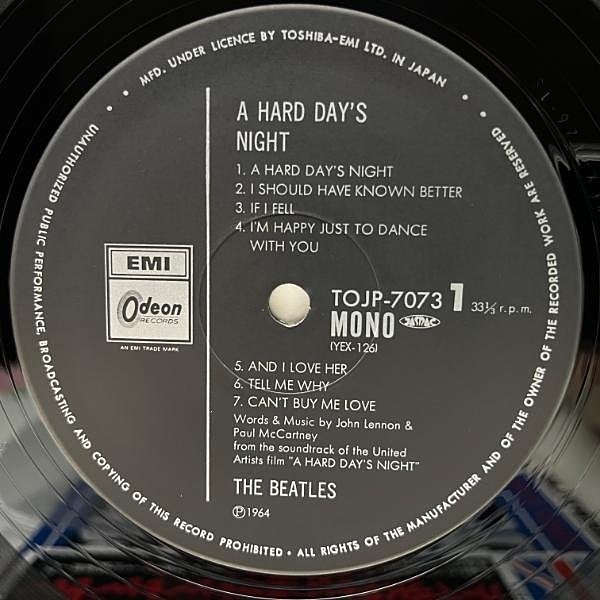 MFD. UNDER LICENCE BY TOSHIBA-EMI LTD. IN JAPAN
A HARD DAY'S
NIGHT
1. A HARD DAY'S NIGHT
2. I SHOULD HAVE KNOWN BETTER
3. IF I FELL
4. I'M HAPPY JUST TO DANCE
WITH YOU
EMI
Odeon
RECORDS
AN EMI TRADE MARK
TOJP-7073 1 33⅓ r.p.m.
MONO JASRAC
(YEX-126)
5. AND I LOVE HER
6. TELL ME WHY
7. CAN'T BUY ME LOVE
Words & Music by John Lennon &
Paul McCartney
from the soundtrack of the United
Artists film "A HARD DAY'S NIGHT"
THE BEATLES
Ⓟ1964
UNAUTHORIZED PUBLIC PERFORMANCE, BROADCASTING AND COPYING OF THIS RECORD PROHIBITED • ALL RIGHTS OF THE MANUFACTURER AND OF THE OWNER OF THE RECORDED WORK ARE RESERVED